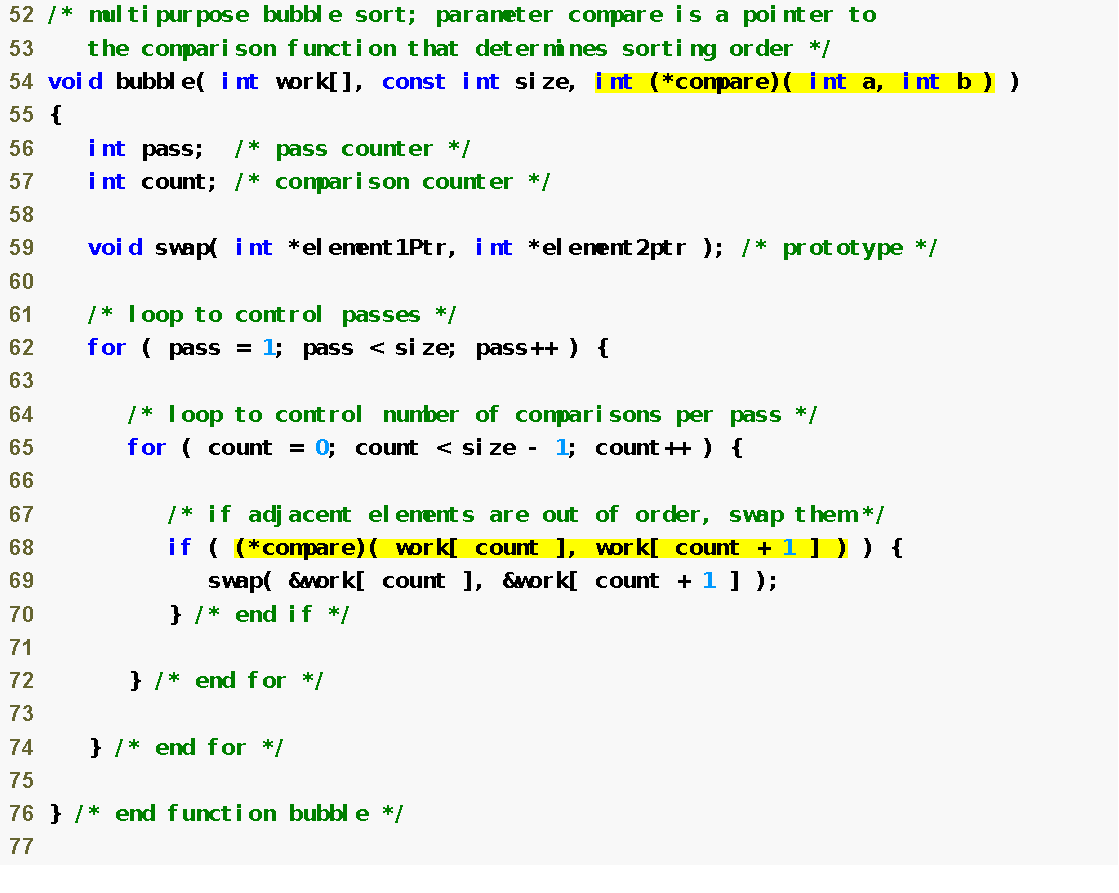 52 /* multipurpose bubble sort; parameter compare is a pointer to
53    the comparison function that determines sorting order */
54 void bubble( int work[], const int size, int (*compare)( int a, int b ) )
55 {
56    int pass;  /* pass counter */
57    int count; /* comparison counter */
58
59    void swap( int *element1Ptr, int *element2ptr ); /* prototype */
60
61    /* loop to control passes */
62    for ( pass = 1; pass < size; pass++ ) {
63
64       /* loop to control number of comparisons per pass */
65       for ( count = 0; count < size - 1; count++ ) {
66
67          /* if adjacent elements are out of order, swap them */
68          if ( (*compare)( work[ count ], work[ count + 1 ] ) ) {
69             swap( &work[ count ], &work[ count + 1 ] );
70          } /* end if */
71
72       } /* end for */
73
74    } /* end for */
75
76 } /* end function bubble */
77